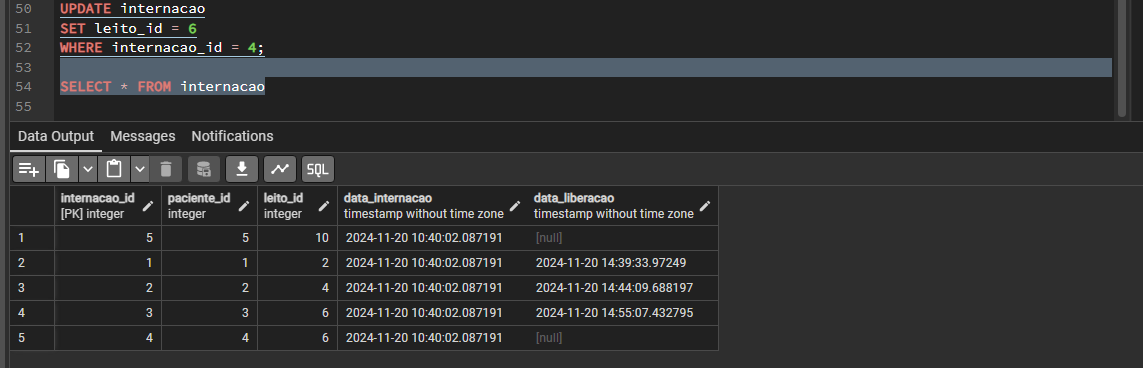 50 UPDATE internacao
51 SET leito_id = 6
52 WHERE internacao_id = 4;
53
54 SELECT * FROM internacao
55
Data Output Messages Notifications
SQL
internacao_id paciente_id leito_id data_internacao data_liberacao
[PK] integer integer integer timestamp without time zone timestamp without time zone
1 5 5 10 2024-11-20 10:40:02.087191 [null]
2 1 1 2 2024-11-20 10:40:02.087191 2024-11-20 14:39:33.97249
3 2 2 4 2024-11-20 10:40:02.087191 2024-11-20 14:44:09.688197
4 3 3 6 2024-11-20 10:40:02.087191 2024-11-20 14:55:07.432795
5 4 4 6 2024-11-20 10:40:02.087191 [null]